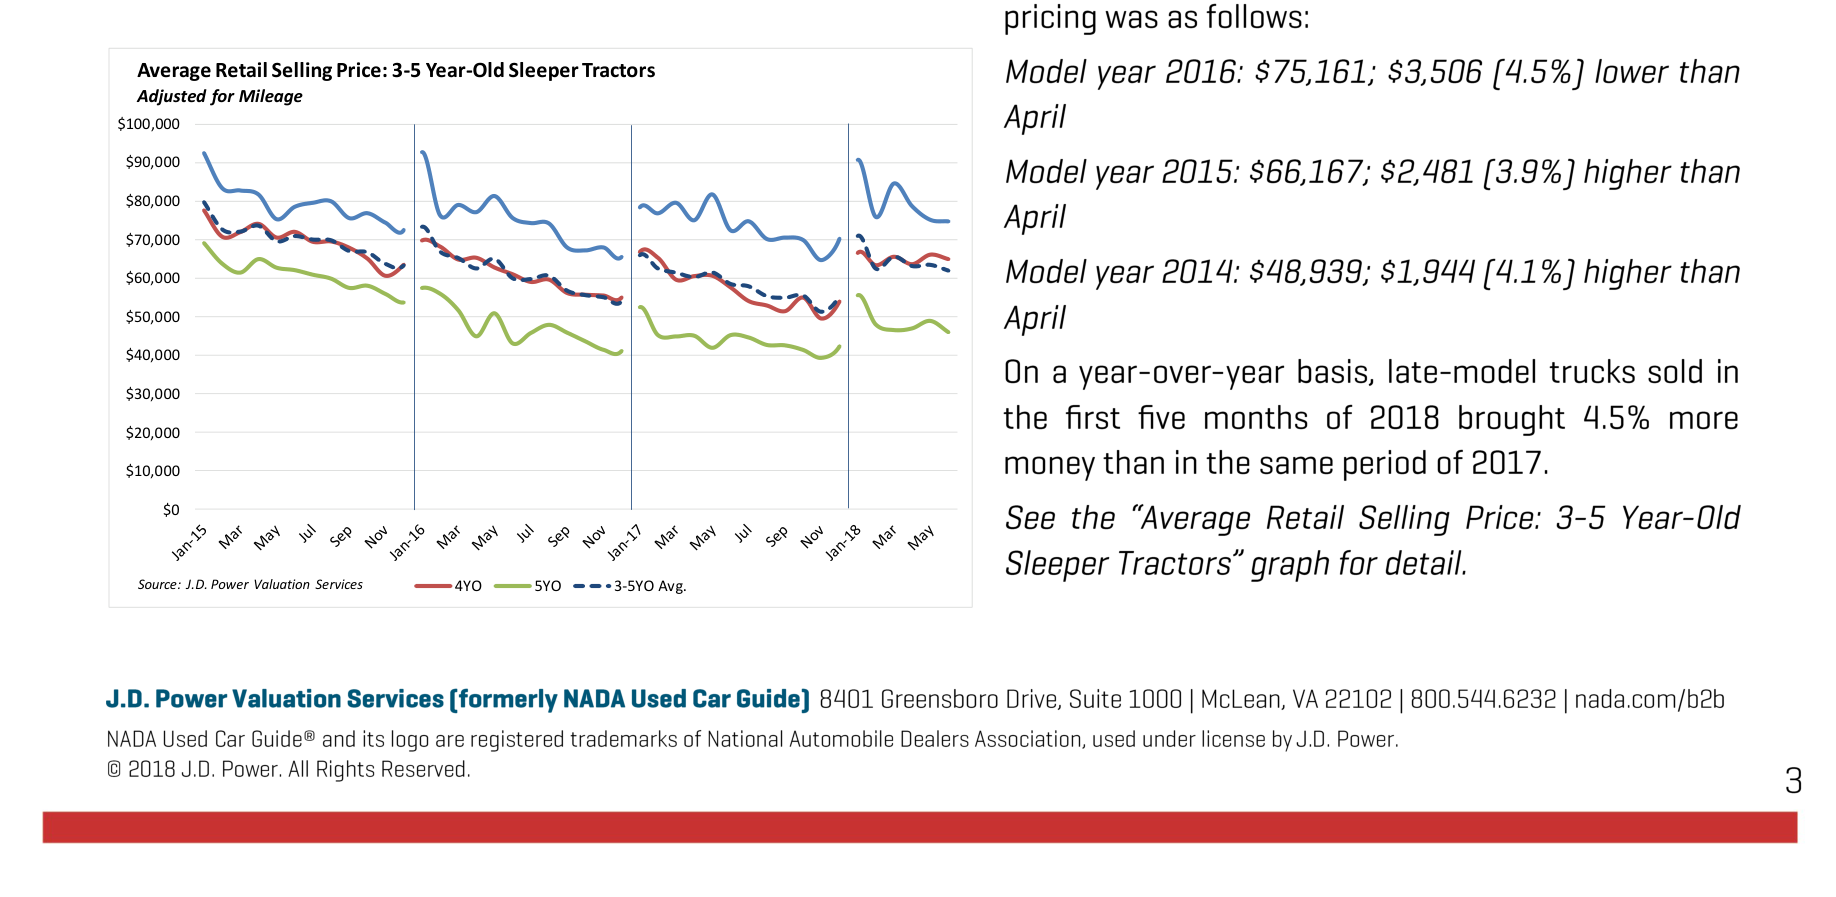 Average Retail Selling Price: 3-5 Year-Old Sleeper Tractors
Adjusted for Mileage
$100,000
$90,000
$80,000
$70,000
$60,000
$50,000
$40,000
$30,000
$20,000
$10,000
$0
Jan-15 Mar May Jul Sep Nov Jan-16 Mar May Jul Sep Nov Jan-17 Mar May Jul Sep Nov Jan-18 Mar May
Source: J.D. Power Valuation Services 4YO 5YO 3-5YO Avg.
pricing was as follows:
Model year 2016: $75,161; $3,506 (4.5%) lower than
April
Model year 2015: $66,167; $2,481 (3.9%) higher than
April
Model year 2014: $48,939; $1,944 (4.1%) higher than
April
On a year-over-year basis, late-model trucks sold in
the first five months of 2018 brought 4.5% more
money than in the same period of 2017.
See the “Average Retail Selling Price: 3-5 Year-Old
Sleeper Tractors” graph for detail.
J.D. Power Valuation Services (formerly NADA Used Car Guide) 8401 Greensboro Drive, Suite 1000 | McLean, VA 22102 | 800.544.6232 | nada.com/b2b
NADA Used Car Guide® and its logo are registered trademarks of National Automobile Dealers Association, used under license by J.D. Power.
© 2018 J.D. Power. All Rights Reserved.
3